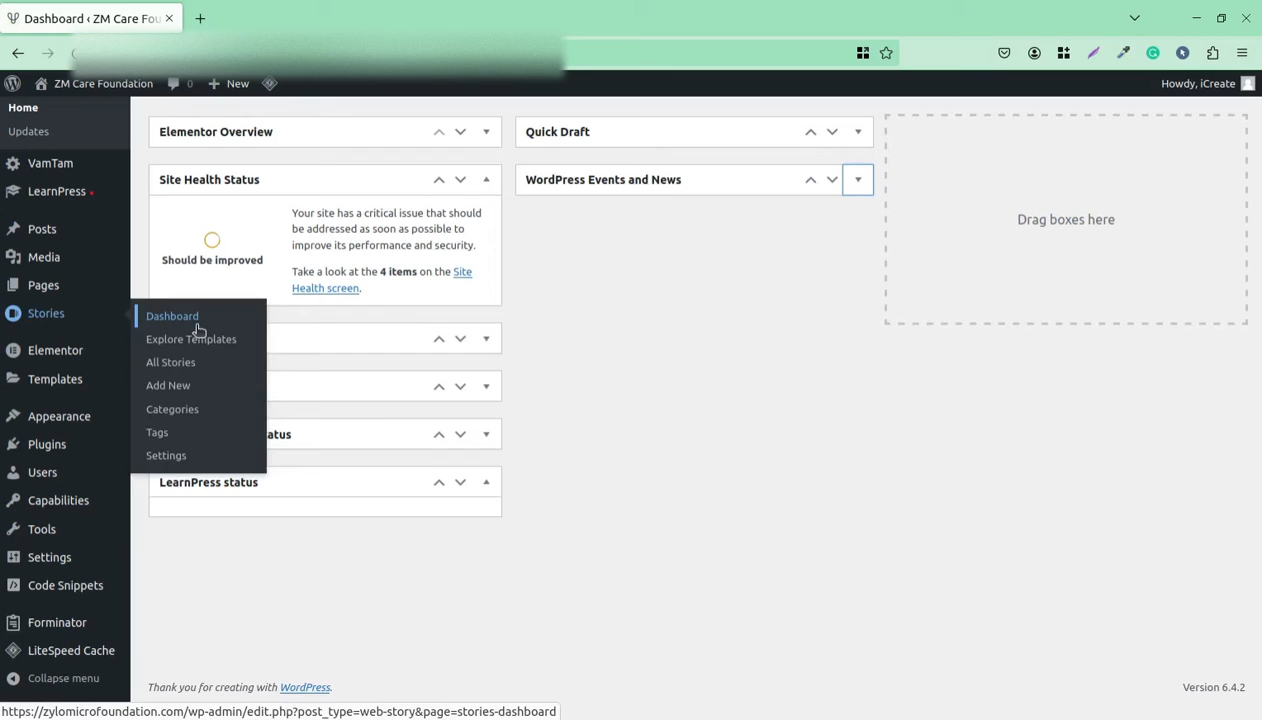 Dashboard ‹ ZM Care Fou
ZM Care Foundation
0
New
Howdy, iCreate
Home
Updates
VamTam
LearnPress
Posts
Media
Pages
Stories
Elementor
Templates
Appearance
Plugins
Users
Capabilities
Tools
Settings
Code Snippets
Forminator
LiteSpeed Cache
Collapse menu
Dashboard
Explore Templates
All Stories
Add New
Categories
Tags
Settings
Elementor Overview
Site Health Status
Should be improved
Your site has a critical issue that should
be addressed as soon as possible to
improve its performance and security.
Take a look at the 4 items on the Site
Health screen.
LearnPress status
Quick Draft
WordPress Events and News
Drag boxes here
Thank you for creating with WordPress.
Version 6.4.2
https://zylomicrofoundation.com/wp-admin/edit.php?post_type=web-story&page=stories-dashboard